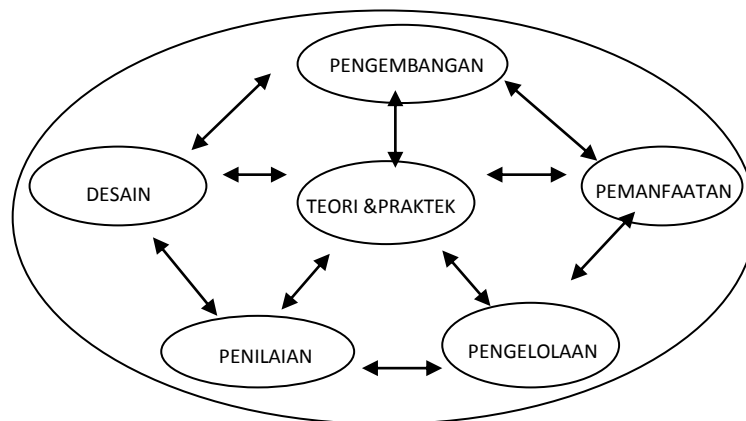 PENGEMBANGAN
DESAIN
TEORI &PRAKTEK
PEMANFAATAN
PENILAIAN
PENGELOLAAN